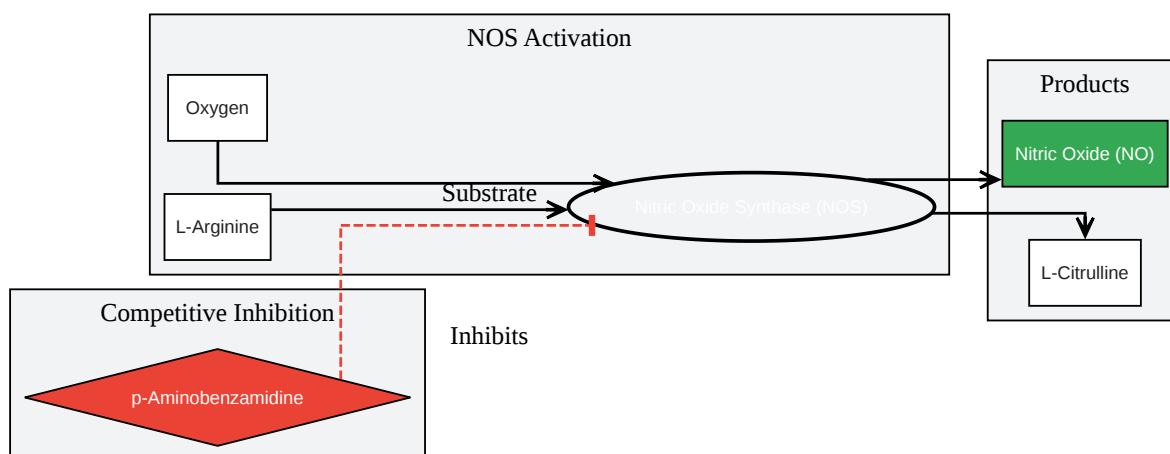 NOS Activation
Oxygen
Products
Nitric Oxide (NO)
Substrate
L-Arginine
Nitric Oxide Synthase (NOS)
L-Citrulline
Competitive Inhibition
Inhibits
p-Aminobenzamidine